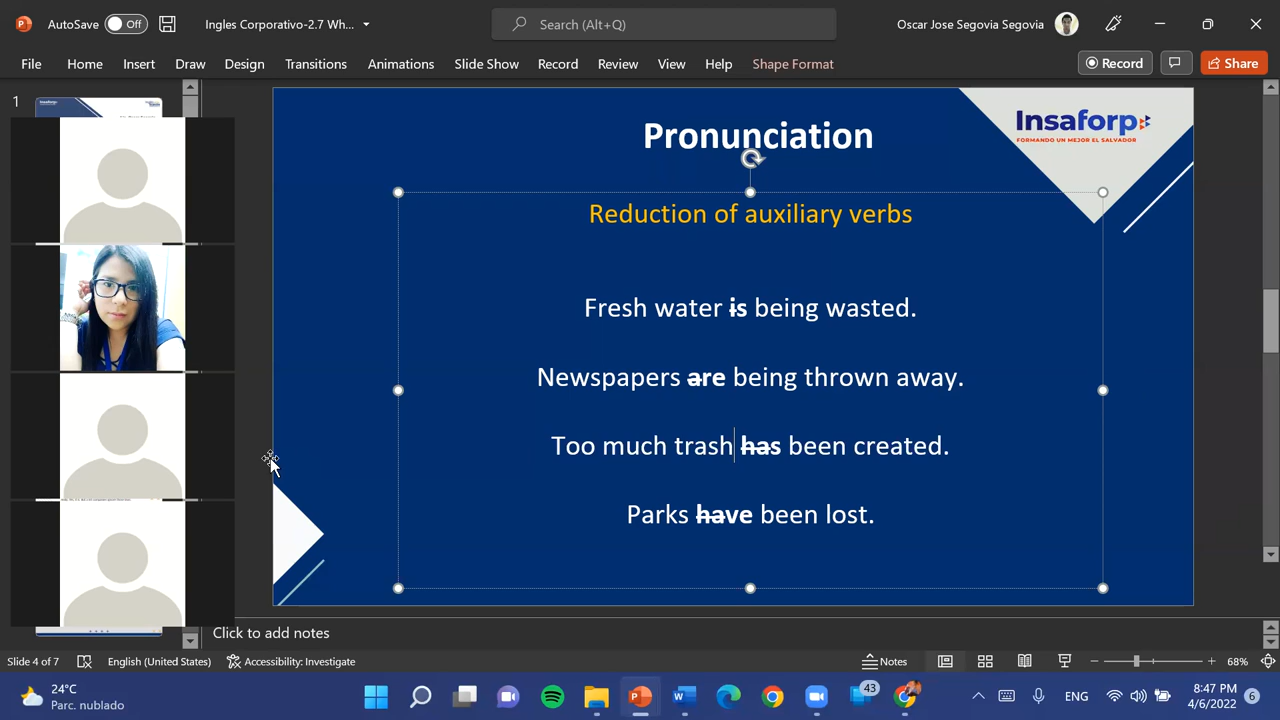 AutoSave Off Ingles Corporativo-2.7 Wh... Search (Alt+Q) Oscar Jose Segovia Segovia
File Home Insert Draw Design Transitions Animations Slide Show Record Review View Help Shape Format Record Share
1
Insaforp
FORMANDO UN MEJOR EL SALVADOR
Pronunciation
Reduction of auxiliary verbs
Fresh water is being wasted.
Newspapers are being thrown away.
Too much trash has been created.
Parks have been lost.
Click to add notes
Slide 4 of 7 English (United States) Accessibility: Investigate Notes 68%
24°C
Parc. nublado
43
ENG
8:47 PM
4/6/2022
6